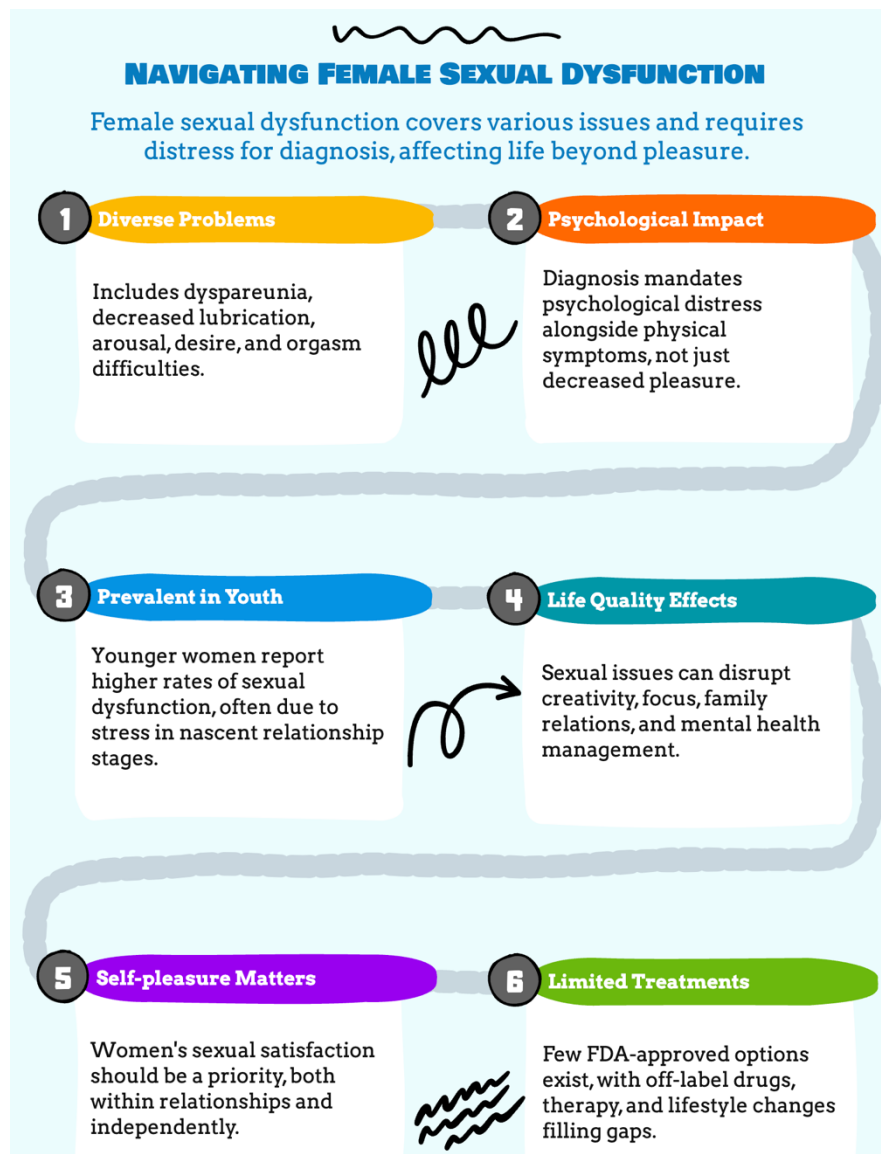 NAVIGATING FEMALE SEXUAL DYSFUNCTION
Female sexual dysfunction covers various issues and requires
distress for diagnosis, affecting life beyond pleasure.
1 Diverse Problems
Includes dyspareunia,
decreased lubrication,
arousal, desire, and orgasm
difficulties.
2 Psychological Impact
Diagnosis mandates
psychological distress
alongside physical
symptoms, not just
decreased pleasure.
3 Prevalent in Youth
Younger women report
higher rates of sexual
dysfunction, often due to
stress in nascent relationship
stages.
4 Life Quality Effects
Sexual issues can disrupt
creativity, focus, family
relations, and mental health
management.
5 Self-pleasure Matters
Women's sexual satisfaction
should be a priority, both
within relationships and
independently.
6 Limited Treatments
Few FDA-approved options
exist, with off-label drugs,
therapy, and lifestyle changes
filling gaps.